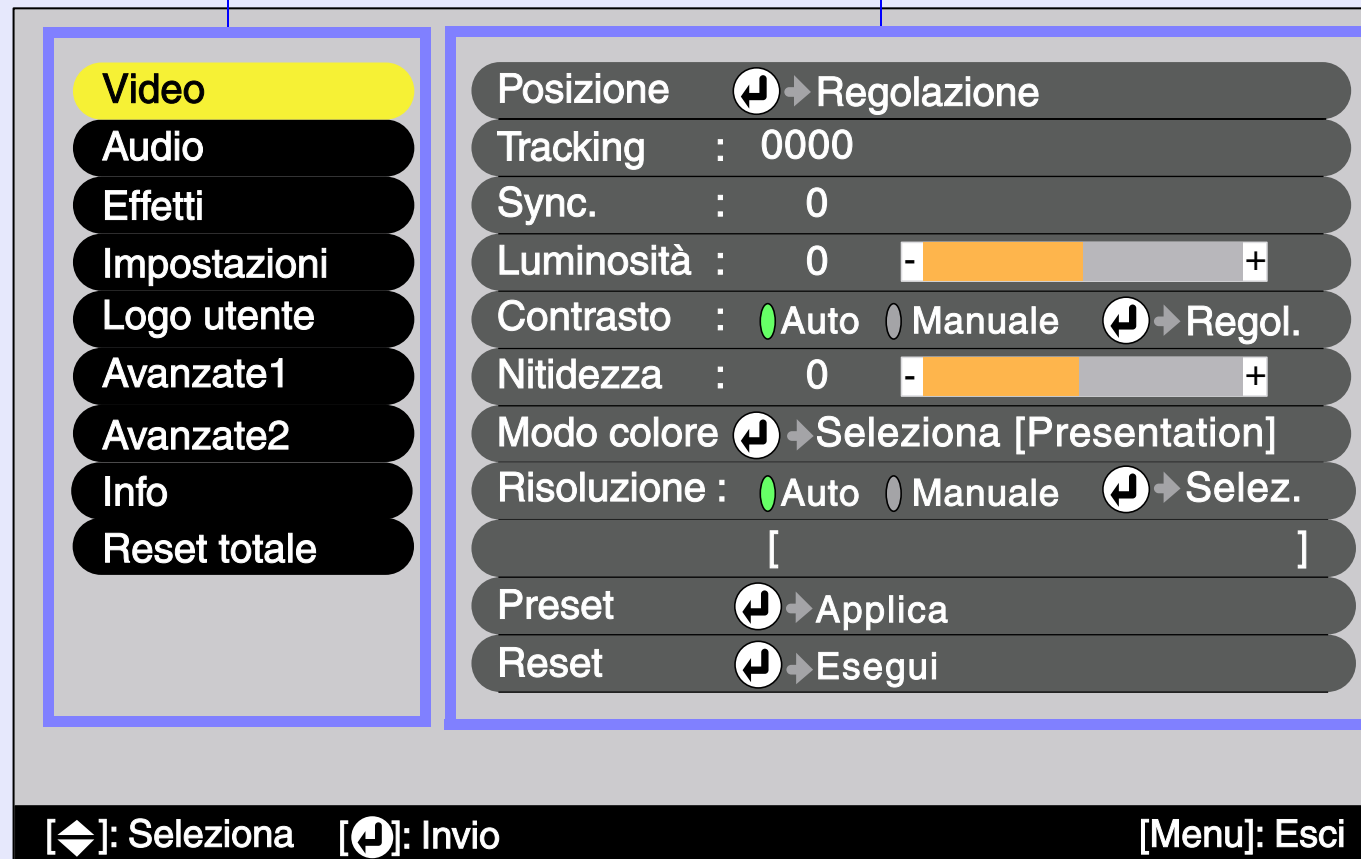 Video
Audio
Effetti
Impostazioni
Logo utente
Avanzate1
Avanzate2
Info
Reset totale
Posizione Regolazione
Tracking : 0000
Sync. : 0
Luminosità : 0 - +
Contrasto : Auto Manuale Regol.
Nitidezza : 0 - +
Modo colore Seleziona [Presentation]
Risoluzione : Auto Manuale Selez.
[ ]
Preset Applica
Reset Esegui
[ ]: Seleziona [ ]: Invio [Menu]: Esci